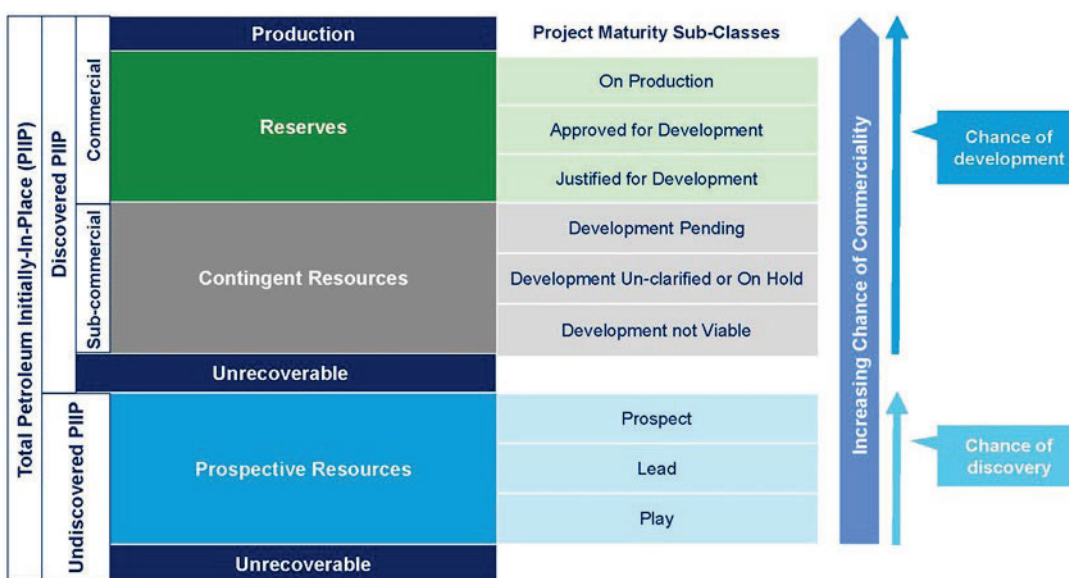 Total Petroleum Initially-In-Place (PIIP)
Discovered PIIP
Undiscovered PIIP
Commercial
Sub-commercial
Production
Project Maturity Sub-Classes
Reserves
On Production
Approved for Development
Justified for Development
Contingent Resources
Development Pending
Development Un-clarified or On Hold
Development not Viable
Unrecoverable
Prospective Resources
Prospect
Lead
Play
Unrecoverable
Increasing Chance of Commerciality
Chance of
development
Chance of
discovery